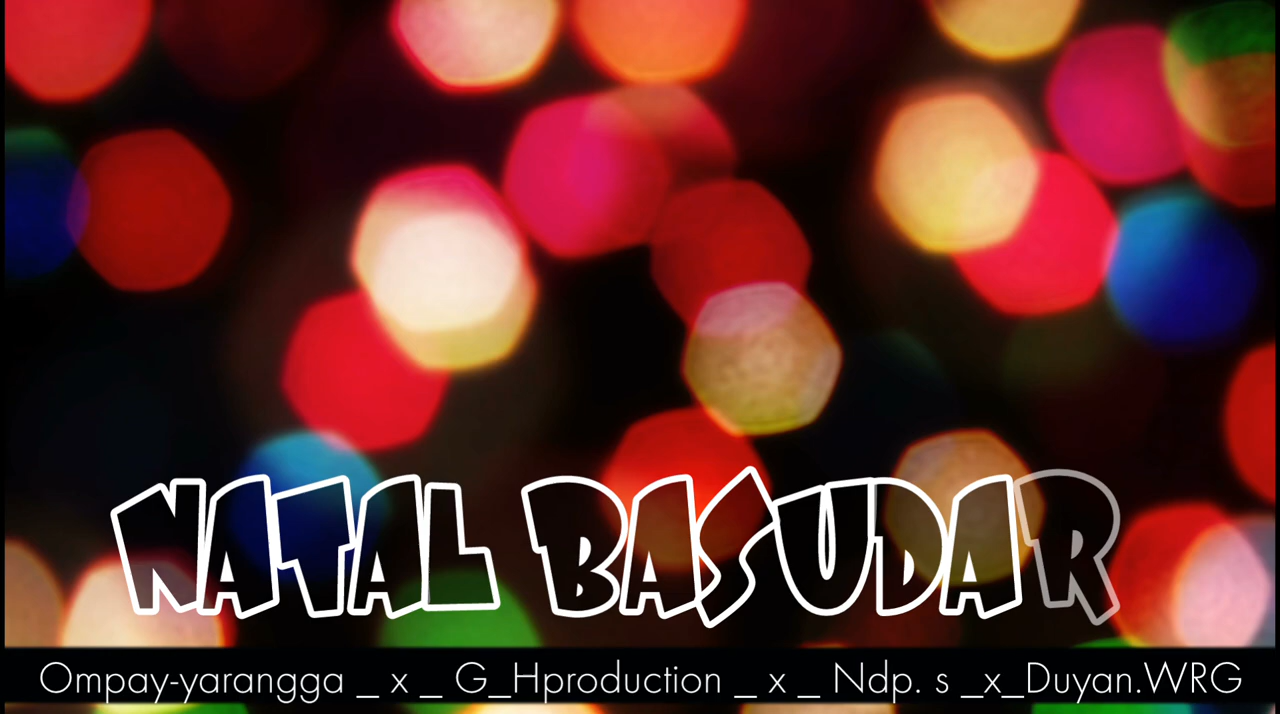 NATAL BASUDAR
Ompay-yarangga _ x _ G_Hproduction _ x _ Ndp. s _x_Duyan.WRG